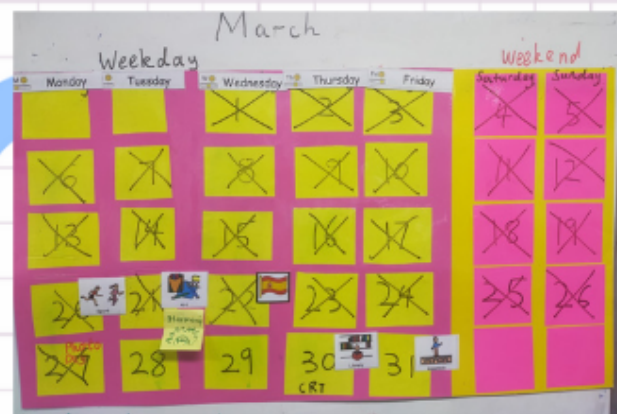 March
Weekday
Weekend
Monday Tuesday Wednesday Thursday Friday Saturday Sunday
1 2 3 4 5
6 7 8 9 10 11 12
13 14 15 16 17 18 19
20 21 22 23 24 25 26
27 28 29 30 31
CRT